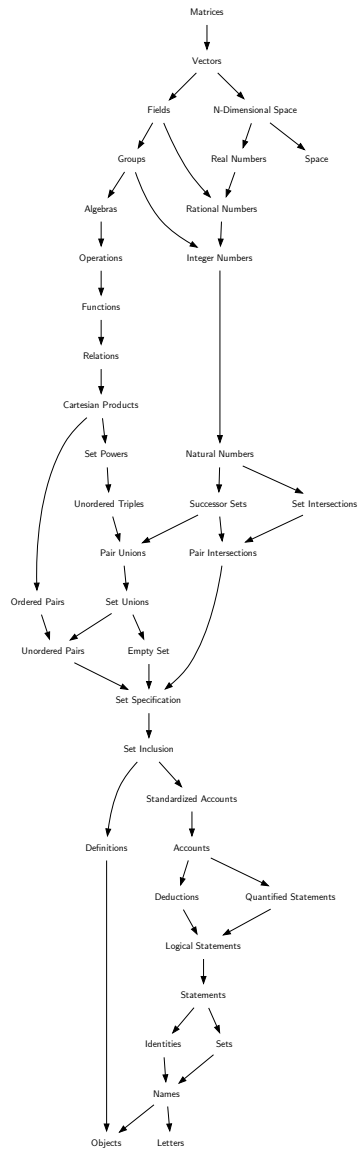 Matrices
Vectors
Fields
N-Dimensional Space
Groups
Real Numbers
Space
Algebras
Rational Numbers
Operations
Integer Numbers
Functions
Relations
Cartesian Products
Set Powers
Natural Numbers
Unordered Triples
Successor Sets
Set Intersections
Pair Unions
Pair Intersections
Ordered Pairs
Set Unions
Unordered Pairs
Empty Set
Set Specification
Set Inclusion
Standardized Accounts
Definitions
Accounts
Deductions
Quantified Statements
Logical Statements
Statements
Identities
Sets
Names
Objects
Letters